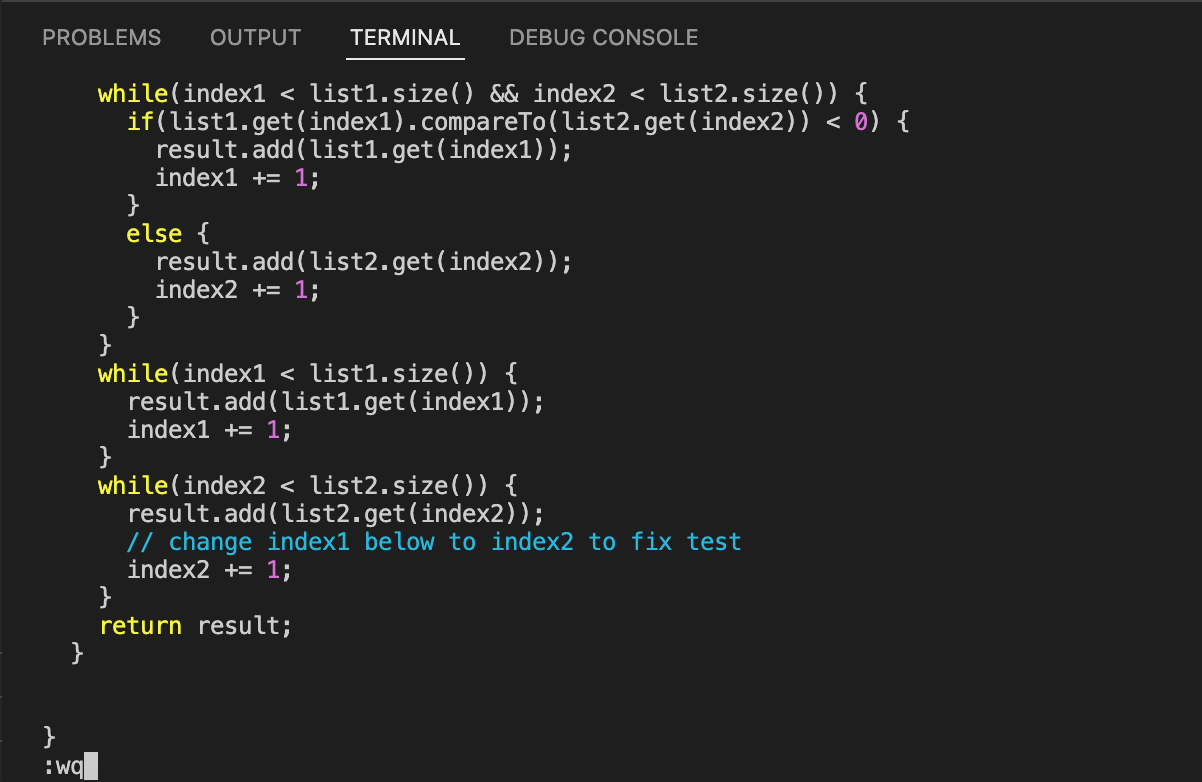 PROBLEMS OUTPUT TERMINAL DEBUG CONSOLE
    while(index1 < list1.size() && index2 < list2.size()) {
      if(list1.get(index1).compareTo(list2.get(index2)) < 0) {
        result.add(list1.get(index1));
        index1 += 1;
      }
      else {
        result.add(list2.get(index2));
        index2 += 1;
      }
    }
    while(index1 < list1.size()) {
      result.add(list1.get(index1));
      index1 += 1;
    }
    while(index2 < list2.size()) {
      result.add(list2.get(index2));
      // change index1 below to index2 to fix test
      index2 += 1;
    }
    return result;
  }


}
:wq